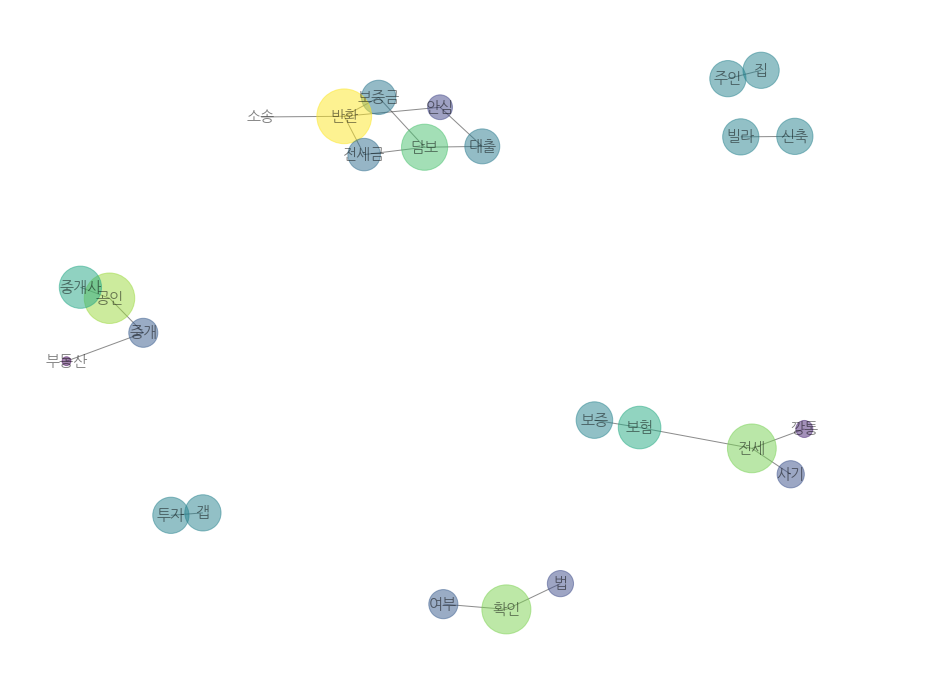 주인
집
빌라
신축
소송
반환
보증금
안심
전세금
담보
대출
중개사
공인
중개
부동산
보증
보험
전세
깡통
사기
투자
갭
여부
확인
법